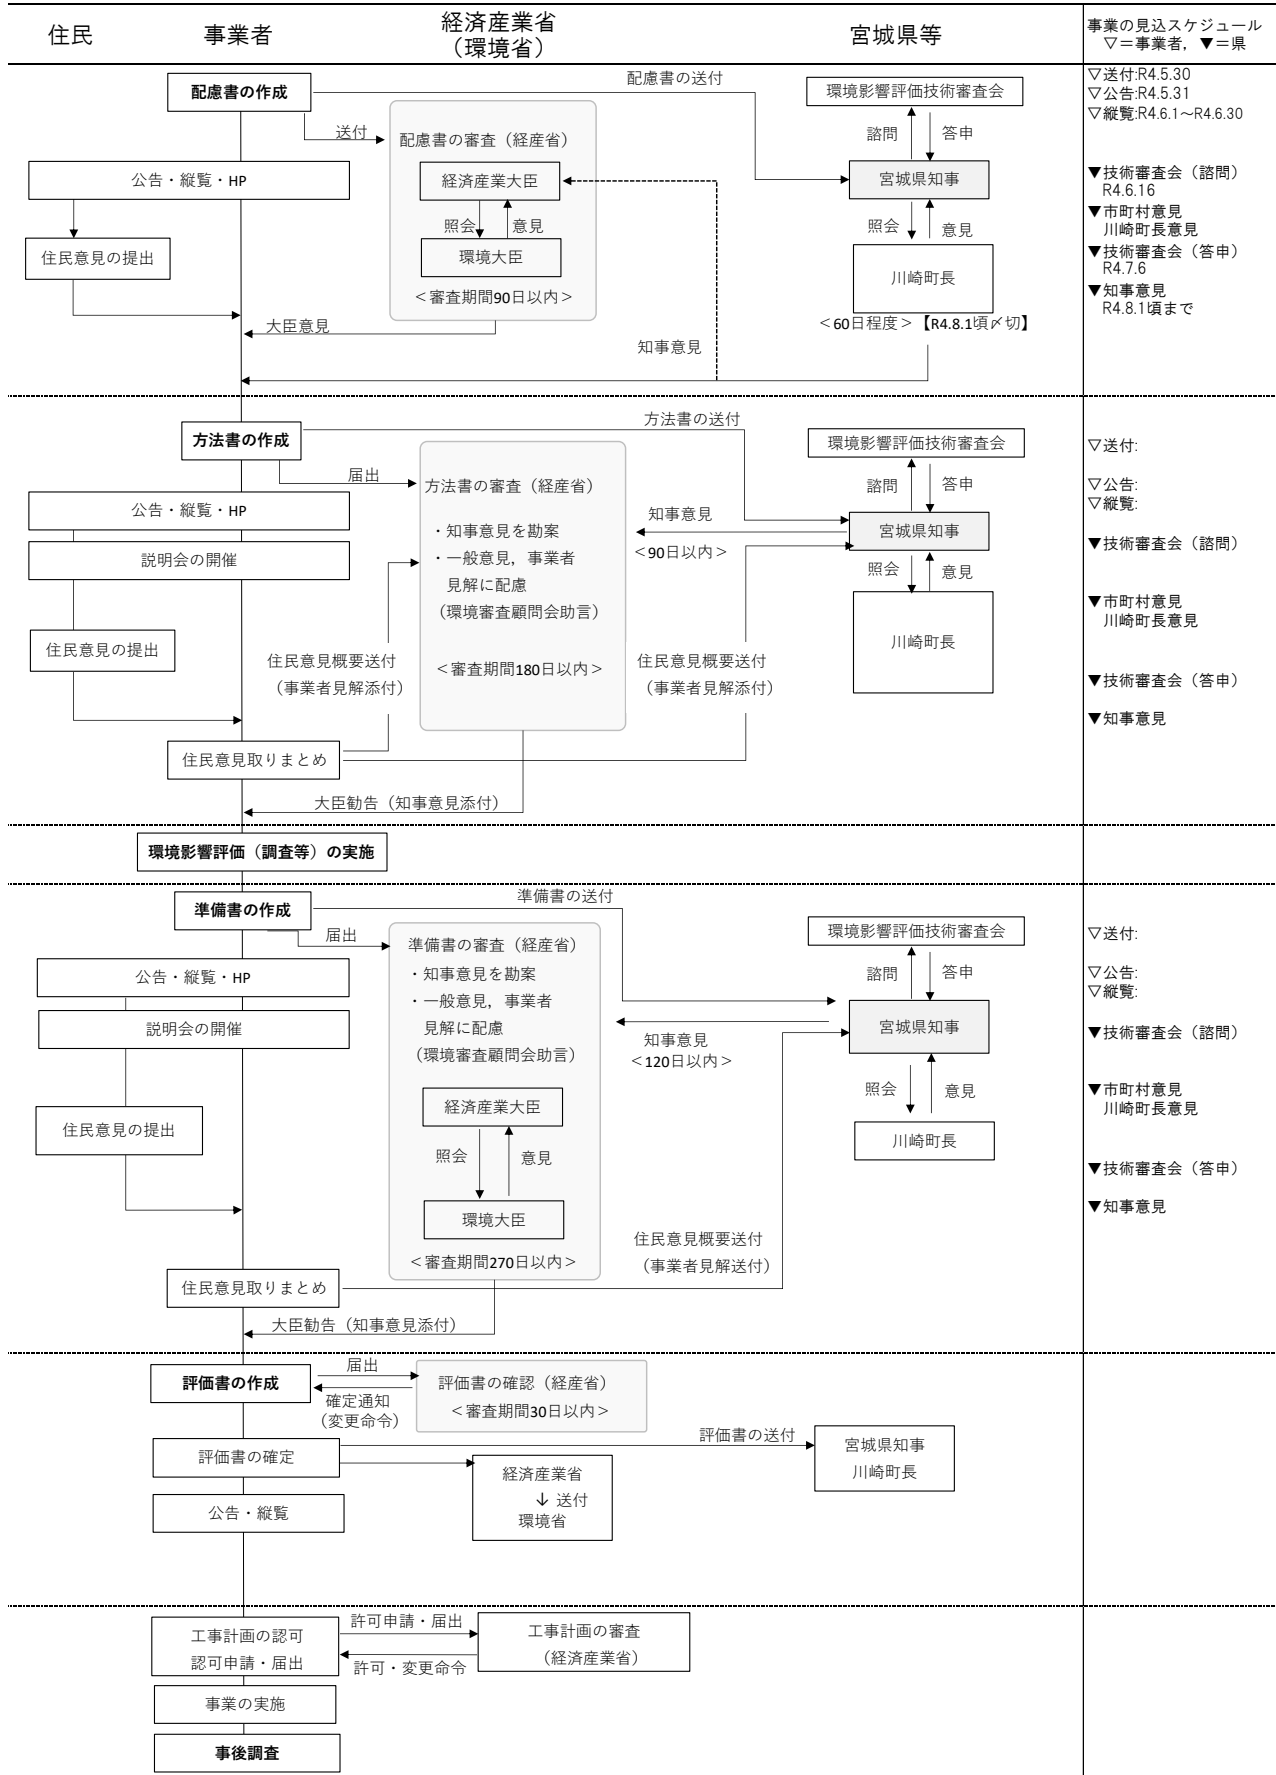 住民
事業者
経済産業省
（環境省）
宮城県等
事業の見込スケジュール
▽＝事業者，▼＝県
配慮書の作成
配慮書の送付
送付
配慮書の審査（経産省）
経済産業大臣
照会
意見
環境大臣
＜審査期間90日以内＞
公告・縦覧・HP
住民意見の提出
大臣意見
知事意見
環境影響評価技術審査会
諮問
答申
宮城県知事
照会
意見
川崎町長
＜60日程度＞【R4.8.1頃〆切】
▽送付:R4.5.30
▽公告:R4.5.31
▽縦覧:R4.6.1～R4.6.30
▼技術審査会（諮問）
R4.6.16
▼市町村意見
川崎町長意見
▼技術審査会（答申）
R4.7.6
▼知事意見
R4.8.1頃まで
方法書の作成
方法書の送付
届出
方法書の審査（経産省）
・知事意見を勘案
・一般意見，事業者
見解に配慮
（環境審査顧問会助言）
＜審査期間180日以内＞
公告・縦覧・HP
説明会の開催
住民意見の提出
住民意見概要送付
（事業者見解添付）
知事意見
＜90日以内＞
住民意見概要送付
（事業者見解添付）
住民意見取りまとめ
大臣勧告（知事意見添付）
環境影響評価技術審査会
諮問
答申
宮城県知事
照会
意見
川崎町長
▽送付:
▽公告:
▽縦覧:
▼技術審査会（諮問）
▼市町村意見
川崎町長意見
▼技術審査会（答申）
▼知事意見
環境影響評価（調査等）の実施
準備書の作成
準備書の送付
届出
準備書の審査（経産省）
・知事意見を勘案
・一般意見，事業者
見解に配慮
（環境審査顧問会助言）
経済産業大臣
照会
意見
環境大臣
＜審査期間270日以内＞
公告・縦覧・HP
説明会の開催
住民意見の提出
知事意見
＜120日以内＞
住民意見概要送付
（事業者見解送付）
住民意見取りまとめ
大臣勧告（知事意見添付）
環境影響評価技術審査会
諮問
答申
宮城県知事
照会
意見
川崎町長
▽送付:
▽公告:
▽縦覧:
▼技術審査会（諮問）
▼市町村意見
川崎町長意見
▼技術審査会（答申）
▼知事意見
評価書の作成
届出
確定通知
（変更命令）
評価書の確認（経産省）
＜審査期間30日以内＞
評価書の確定
評価書の送付
宮城県知事
川崎町長
経済産業省
↓ 送付
環境省
公告・縦覧
工事計画の認可
認可申請・届出
許可申請・届出
許可・変更命令
工事計画の審査
（経済産業省）
事業の実施
事後調査